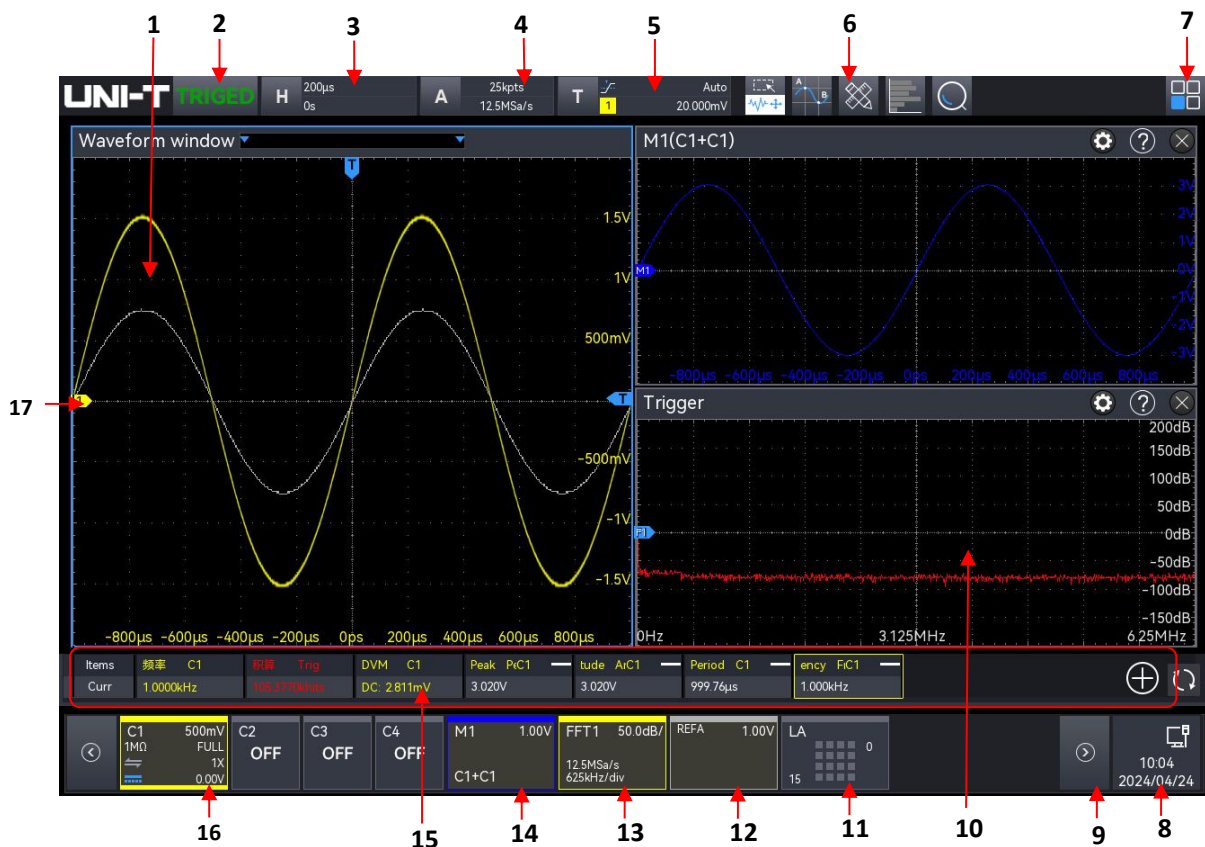 1 2 3 4 5 6 7
UNI-T TRIGED H 200μs A 25kpts T Auto
0s 12.5MSa/s 1 20.000mV
A B
Waveform window
T
1.5V
1V
500mV
T
-500mV
-1V
-1.5V
-800μs -600μs -400μs -200μs 0ps 200μs 400μs 600μs 800μs
17
M1(C1+C1) ?
3V
2V
1V
M1 0V
-1V
-2V
-3V
-800μs -600μs -400μs -200μs 0ps 200μs 400μs 600μs 800μs
Trigger ?
200dB
150dB
100dB
50dB
0dB
-50dB
-100dB
-150dB
0Hz 3.125MHz 6.25MHz
Items 频率 C1 Trig DVM C1 Peak C1 tude C1 Period C1 ency C1
Curr 1.0000kHz DC: 2.811mV 3.020V 3.020V 999.76μs 1.000kHz
C1 500mV C2 C3 C4 M1 1.00V FFT1 50.0dB/ REFA 1.00V LA
1MΩ FULL OFF OFF OFF 0
1X 12.5MSa/s 10:04
0.00V C1+C1 625kHz/div 15 2024/04/24
16 15 14 13 12 11 10 9 8